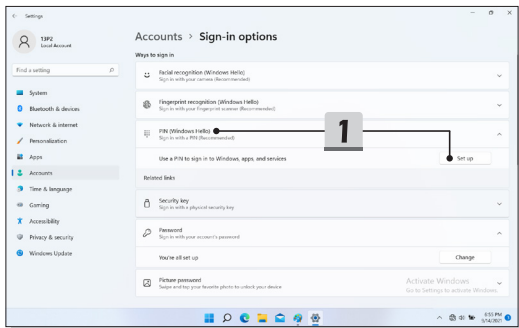 Settings
13P2
Local Account
Find a setting
System
Bluetooth & devices
Network & internet
Personalization
Apps
Accounts
Time & language
Gaming
Accessibility
Privacy & security
Windows Update
Accounts > Sign-in options
Ways to sign in
Facial recognition (Windows Hello)
Sign in with your camera (Recommended)
Fingerprint recognition (Windows Hello)
Sign in with your fingerprint scanner (Recommended)
PIN (Windows Hello)
Sign in with a PIN (Recommended)
1
Use a PIN to sign in to Windows, apps, and services
Set up
Related links
Security key
Sign in with a physical security key
Password
Sign in with your account's password
You're all set up
Change
Picture password
Swipe and tap your favorite photo to unlock your device
Activate Windows
Go to Settings to activate Windows.
6:55 PM
9/14/2021